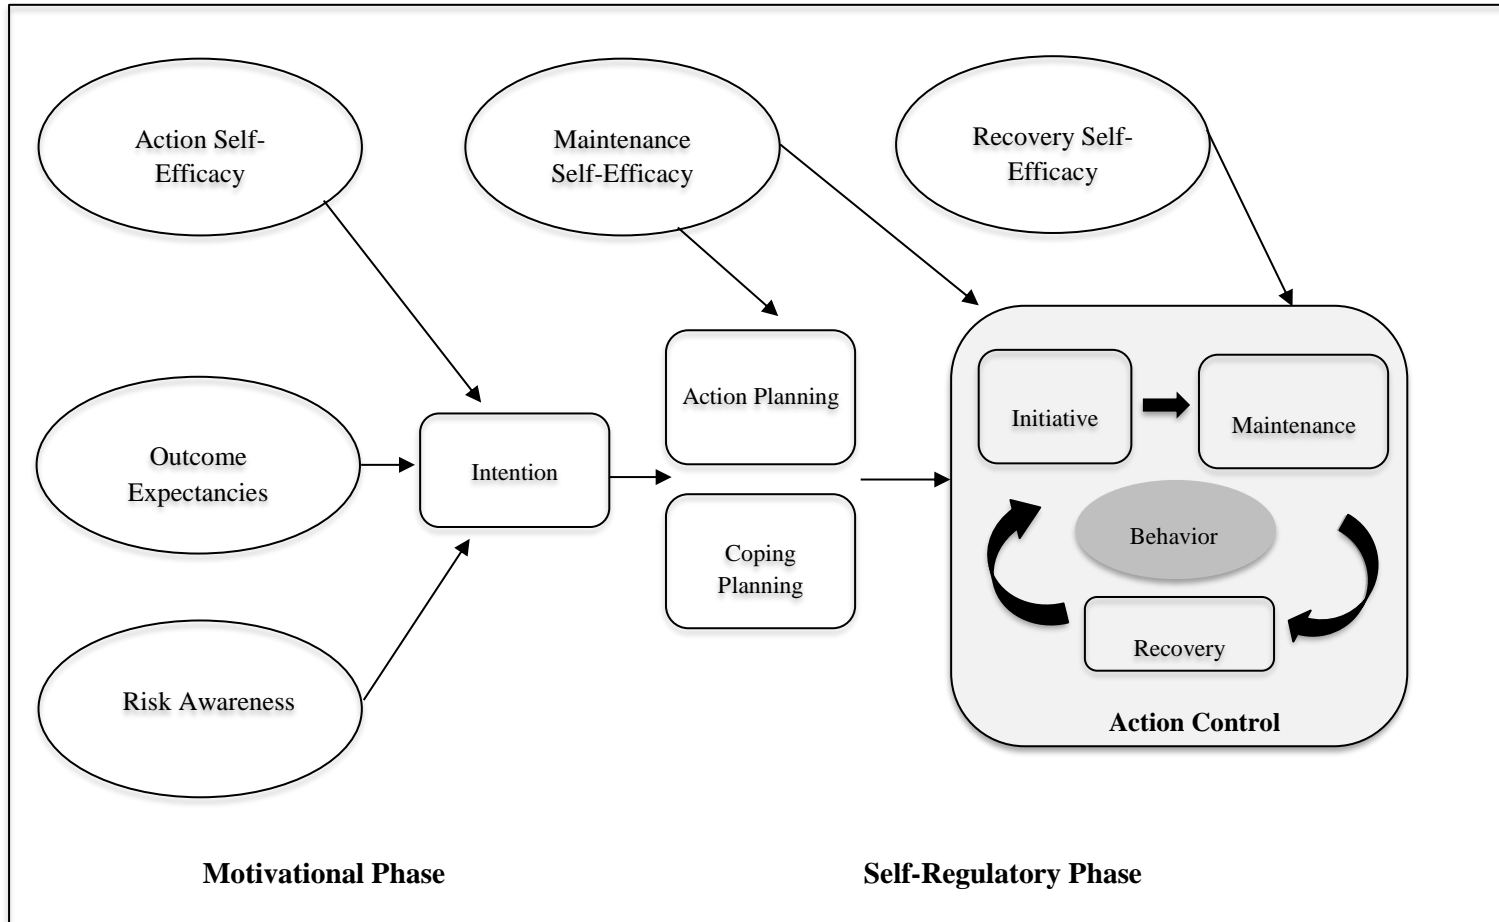 Action Self-
Efficacy
Maintenance
Self-Efficacy
Recovery Self-
Efficacy
Action Planning
Initiative
Maintenance
Outcome
Expectancies
Intention
Coping
Planning
Behavior
Recovery
Risk Awareness
Action Control
Motivational Phase
Self-Regulatory Phase